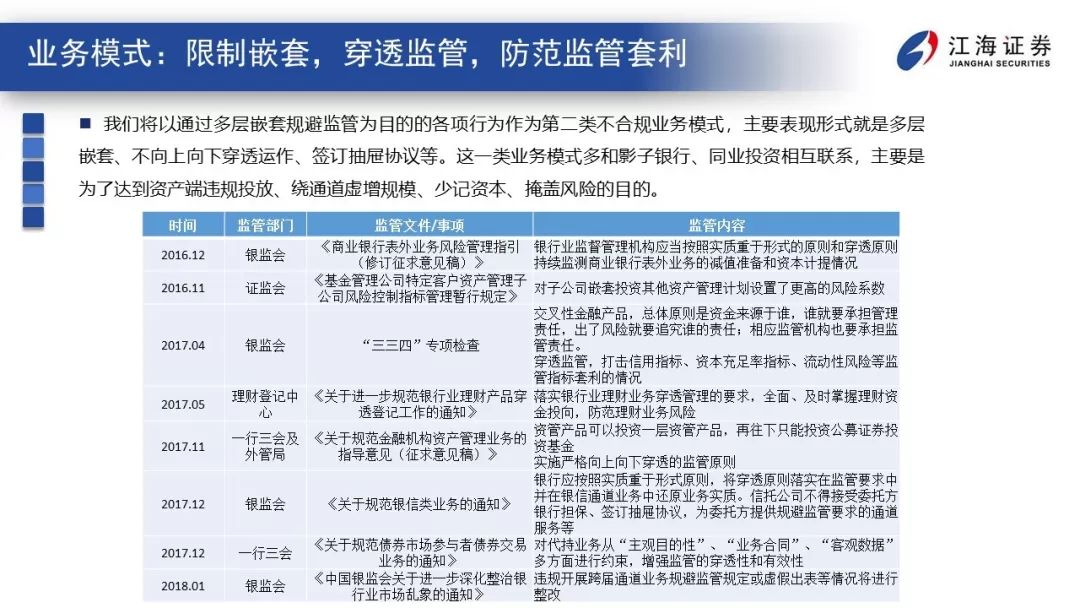 业务模式：限制嵌套，穿透监管，防范监管套利
江海证券
JIANGHAI SECURITIES
■ 我们将以通过多层嵌套规避监管为目的的各项行为作为第二类不合规业务模式，主要表现形式就是多层
嵌套、不向上向下穿透运作、签订抽屉协议等。这一类业务模式多和影子银行、同业投资相互联系，主要是
为了达到资产端违规投放、绕通道虚增规模、少记资本、掩盖风险的目的。
时间 监管部门 监管文件/事项 监管内容
2016.12 银监会
《商业银行表外业务风险管理指引
（修订征求意见稿）》
银行业监督管理机构应当按照实质重于形式的原则和穿透原则
持续监测商业银行表外业务的减值准备和资本计提情况
2016.11 证监会
《基金管理公司特定客户资产管理子
公司风险控制指标管理暂行规定》
对子公司嵌套投资其他资产管理计划设置了更高的风险系数
2017.04 银监会 “三三四”专项检查
交叉性金融产品，总体原则是资金来源于谁，谁就要承担管理
责任，出了风险就要追究谁的责任；相应监管机构也要承担监
管责任。
穿透监管，打击信用指标、资本充足率指标、流动性风险等监
管指标套利的情况
2017.05
理财登记中
心
《关于进一步规范银行业理财产品穿
透登记工作的通知》
落实银行业理财业务穿透管理的要求，全面、及时掌握理财资
金投向，防范理财业务风险
2017.11
一行三会及
外管局
《关于规范金融机构资产管理业务的
指导意见（征求意见稿）》
资管产品可以投资一层资管产品，再往下只能投资公募证券投
资基金
实施严格向上向下穿透的监管原则
2017.12 银监会 《关于规范银信类业务的通知》
银行应按照实质重于形式原则，将穿透原则落实在监管要求中
并在银信通道业务中还原业务实质。信托公司不得接受委托方
银行担保、签订抽屉协议，为委托方提供规避监管要求的通道
服务等
2017.12 一行三会
《关于规范债券市场参与者债券交易
业务的通知》
对代持业务从“主观目的性”、“业务合同”、“客观数据”
多方面进行约束，增强监管的穿透性和有效性
2018.01 银监会
《中国银监会关于进一步深化整治银
行业市场乱象的通知》
违规开展跨届通道业务规避监管规定或虚假出表等情况将进行
整改